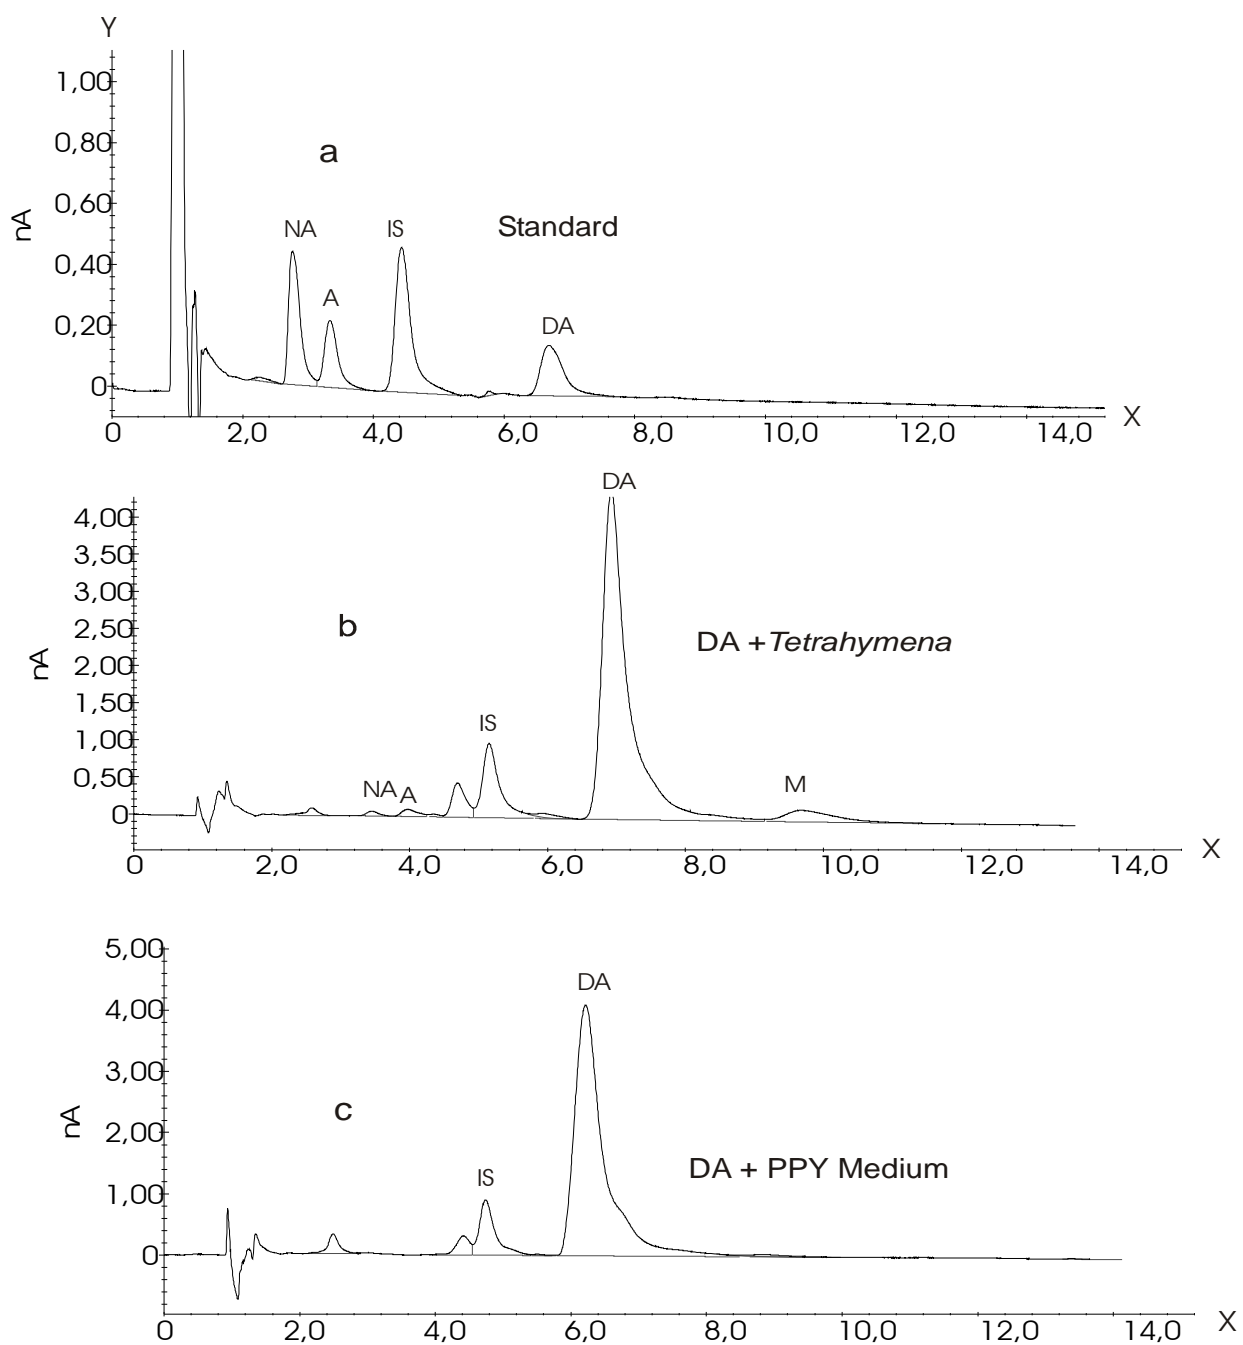 Y
1,00
0,80
a
0,60
NA
IS
Standard
nA
0,40
A
DA
0,20
0
0 2,0 4,0 6,0 8,0 10,0 12,0 14,0 X
DA
4,00
3,50
3,00
2,50
b
DA + Tetrahymena
nA
2,00
1,50
IS
1,00
0,50
NA
A
M
0
0 2,0 4,0 6,0 8,0 10,0 12,0 14,0 X
5,00
DA
4,00
3,00
c
nA
2,00
IS
DA + PPY Medium
1,00
0
0 2,0 4,0 6,0 8,0 10,0 12,0 14,0 X